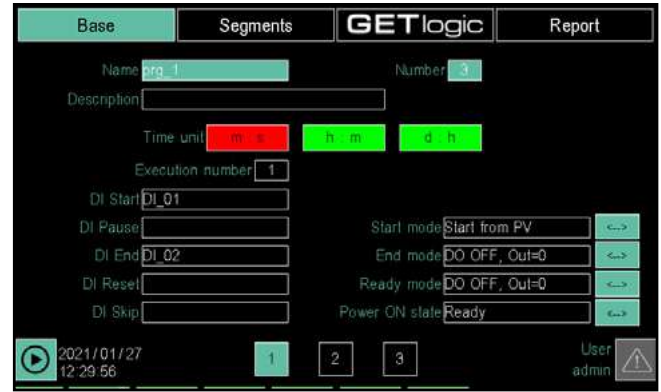 Base Segments GETlogic Report
Name prg_1 Number 3
Description
Time unit m : s h : m d : h
Execution number 1
DI Start DI_01
DI Pause Start mode Start from PV <...>
DI End DI_02 End mode DO OFF, Out=0 <...>
DI Reset Ready mode DO OFF, Out=0 <...>
DI Skip Power ON state Ready <...>
2021/01/27 1 2 3 User
12:29:56 admin